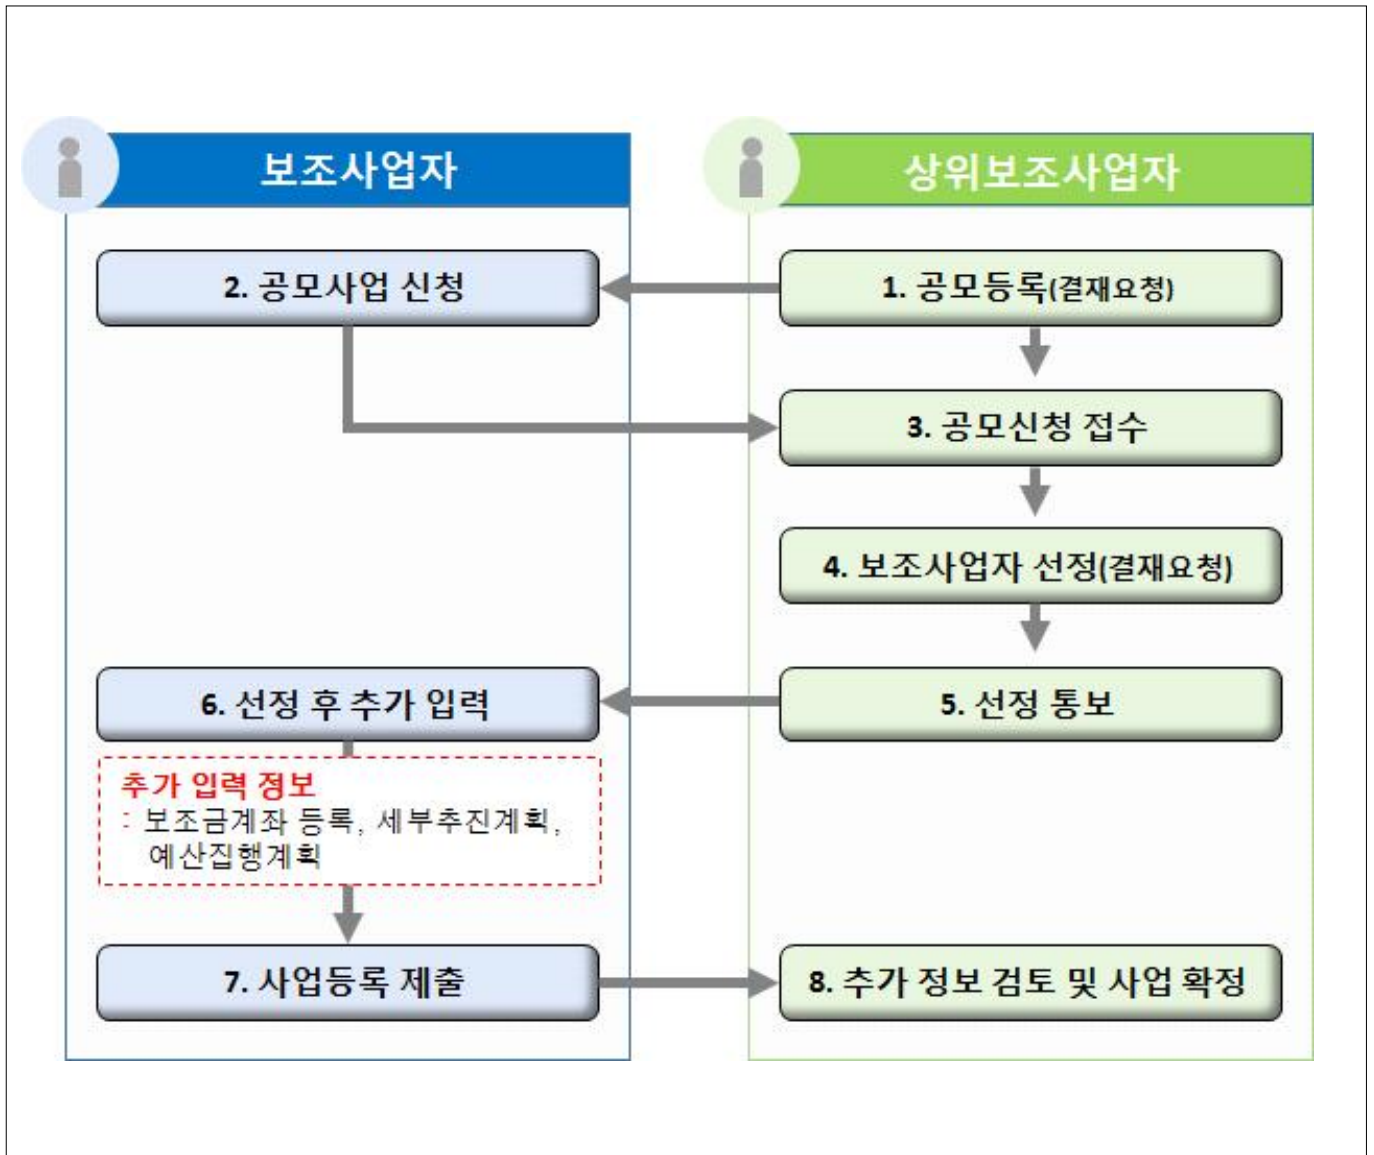 보조사업자
상위보조사업자
2. 공모사업 신청
1. 공모등록(결재요청)
3. 공모신청 접수
4. 보조사업자 선정(결재요청)
6. 선정 후 추가 입력
5. 선정 통보
추가 입력 정보
: 보조금계좌 등록, 세부추진계획,
예산집행계획
7. 사업등록 제출
8. 추가 정보 검토 및 사업 확정